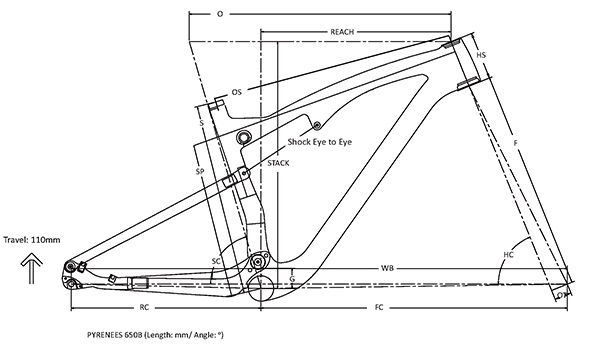 O
REACH
HS
OS
S
Shock Eye to Eye
STACK
F
SP
Travel: 110mm
SC
HC
WB
G
O
RC
FC
PYRENEES 650B (Length: mm/ Angle: º)